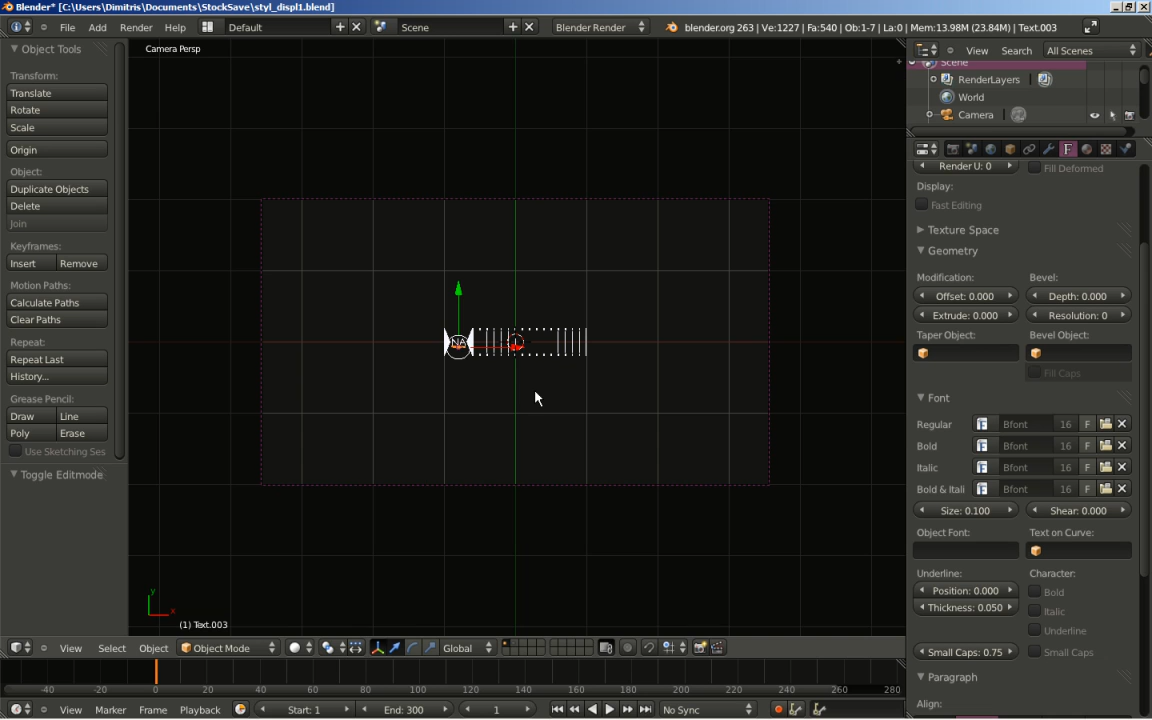 Blender* [C:\Users\Dimitris\Documents\StockSave\styl_displ1.blend]
File Add Render Help Default Scene Blender Render blender.org 263 | Ve:1227 | Fa:540 | Ob:1-7 | La:0 | Mem:13.98M (23.84M) | Text.003
Object Tools
Transform:
Translate
Rotate
Scale
Origin
Object:
Duplicate Objects
Delete
Join
Keyframes:
Insert Remove
Motion Paths:
Calculate Paths
Clear Paths
Repeat:
Repeat Last
History...
Grease Pencil:
Draw Line
Poly Erase
Use Sketching Ses
Toggle Editmode
Camera Persp
NA
y
x
(1) Text.003
View Select Object Object Mode Global
-40 -20 0 20 40 60 80 100 120 140 160 180 200 220 240 260 280
View Marker Frame Playback Start: 1 End: 300 1 No Sync
View Search All Scenes
Scene
RenderLayers
World
Camera
F
Render U: 0 Fill Deformed
Display:
Fast Editing
Texture Space
Geometry
Modification: Bevel:
Offset: 0.000 Depth: 0.000
Extrude: 0.000 Resolution: 0
Taper Object: Bevel Object:
Fill Caps
Font
Regular Bfont 16 F
Bold Bfont 16 F
Italic Bfont 16 F
Bold & Itali Bfont 16 F
Size: 0.100 Shear: 0.000
Object Font: Text on Curve:
Underline: Character:
Position: 0.000 Bold
Thickness: 0.050 Italic
Underline
Small Caps: 0.75 Small Caps
Paragraph
Align: